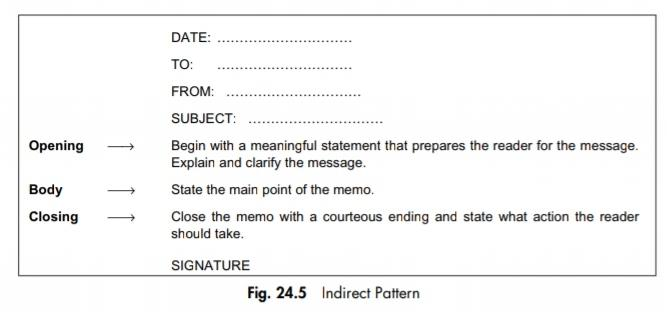 DATE: ..............................
TO: ..............................
FROM: ..............................
SUBJECT: ..............................
Opening → Begin with a meaningful statement that prepares the reader for the message.
Explain and clarify the message.
Body → State the main point of the memo.
Closing → Close the memo with a courteous ending and state what action the reader
should take.
SIGNATURE
Fig. 24.5 Indirect Pattern